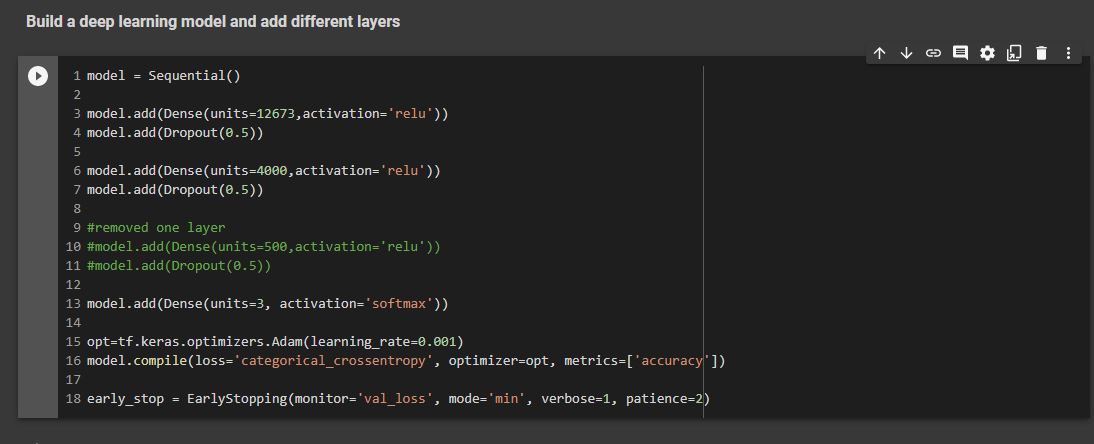 Build a deep learning model and add different layers
1 model = Sequential()
2
3 model.add(Dense(units=12673,activation='relu'))
4 model.add(Dropout(0.5))
5
6 model.add(Dense(units=4000,activation='relu'))
7 model.add(Dropout(0.5))
8
9 #removed one layer
10 #model.add(Dense(units=500,activation='relu'))
11 #model.add(Dropout(0.5))
12
13 model.add(Dense(units=3, activation='softmax'))
14
15 opt=tf.keras.optimizers.Adam(learning_rate=0.001)
16 model.compile(loss='categorical_crossentropy', optimizer=opt, metrics=['accuracy'])
17
18 early_stop = EarlyStopping(monitor='val_loss', mode='min', verbose=1, patience=2)